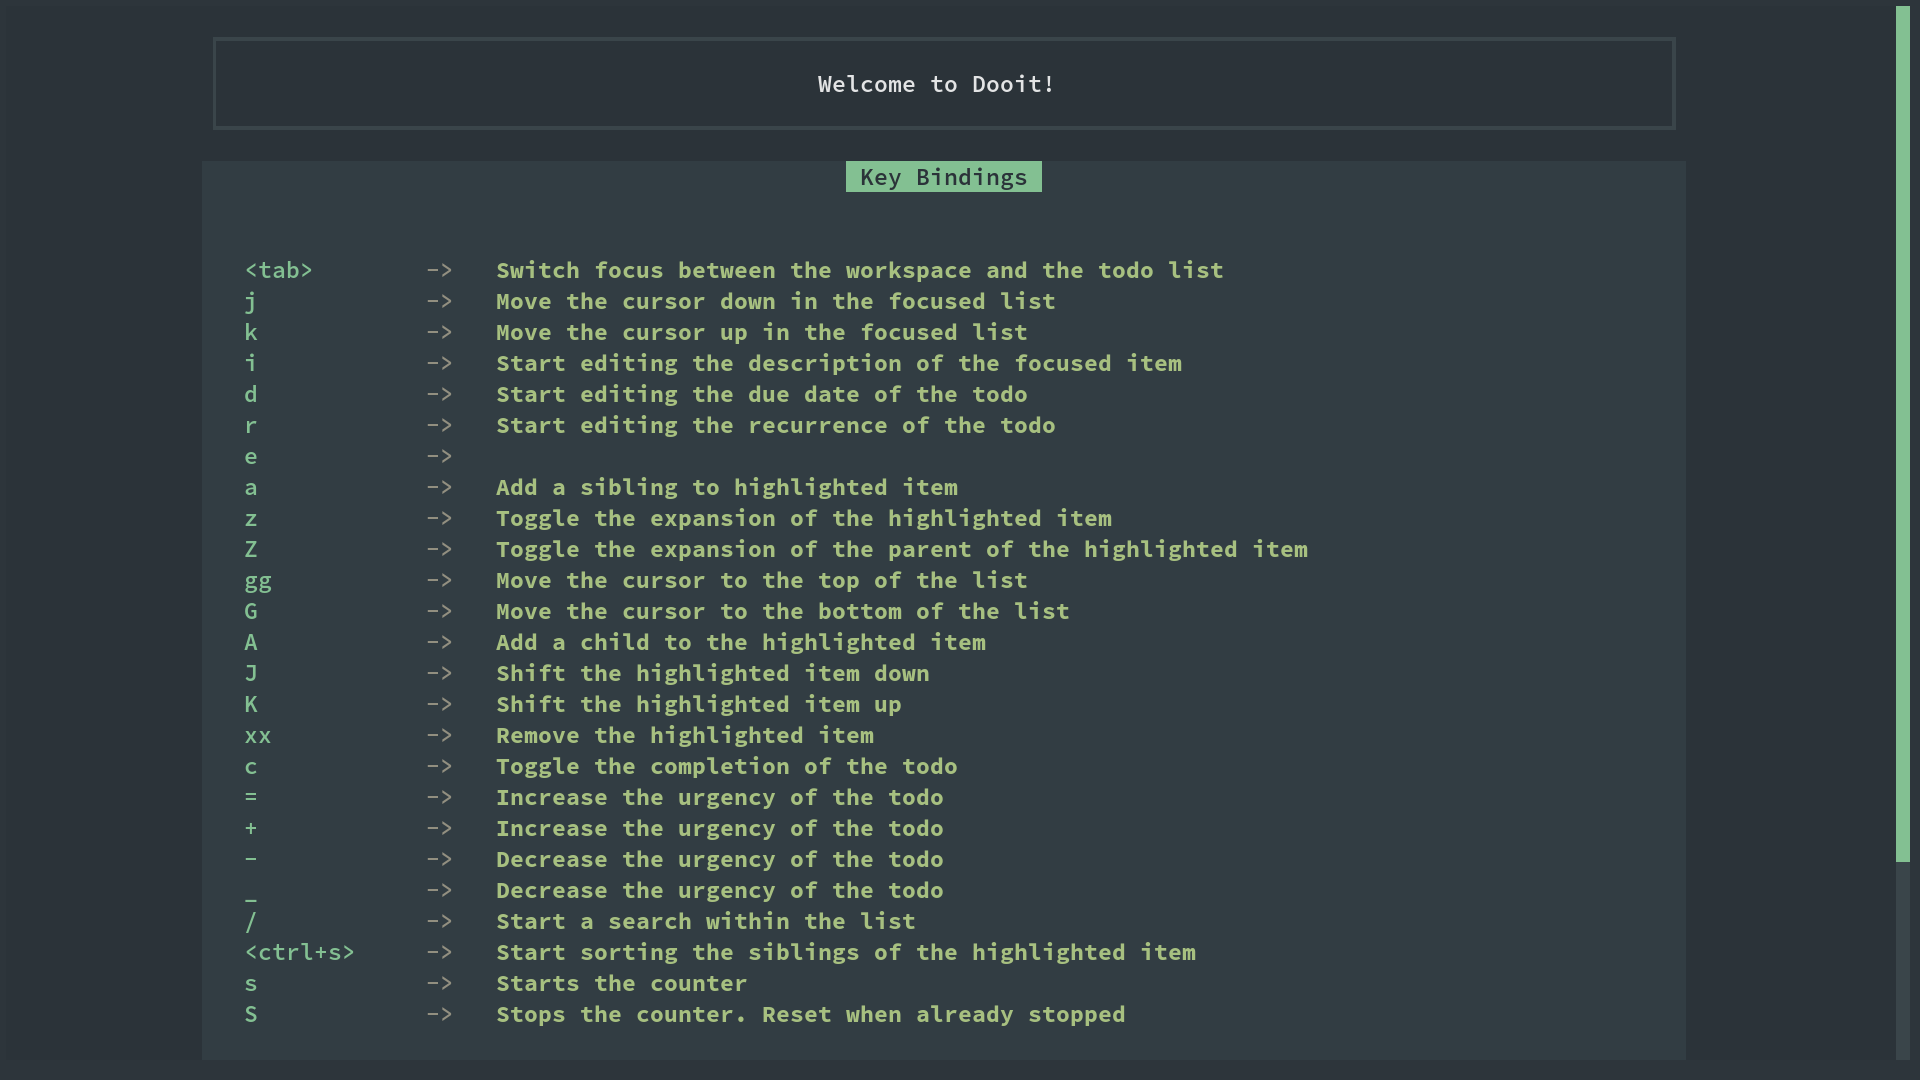 Welcome to Dooit!
Key Bindings
<tab> -> Switch focus between the workspace and the todo list
j -> Move the cursor down in the focused list
k -> Move the cursor up in the focused list
i -> Start editing the description of the focused item
d -> Start editing the due date of the todo
r -> Start editing the recurrence of the todo
e ->
a -> Add a sibling to highlighted item
z -> Toggle the expansion of the highlighted item
Z -> Toggle the expansion of the parent of the highlighted item
gg -> Move the cursor to the top of the list
G -> Move the cursor to the bottom of the list
A -> Add a child to the highlighted item
J -> Shift the highlighted item down
K -> Shift the highlighted item up
xx -> Remove the highlighted item
c -> Toggle the completion of the todo
= -> Increase the urgency of the todo
+ -> Increase the urgency of the todo
- -> Decrease the urgency of the todo
_ -> Decrease the urgency of the todo
/ -> Start a search within the list
<ctrl+s> -> Start sorting the siblings of the highlighted item
s -> Starts the counter
S -> Stops the counter. Reset when already stopped